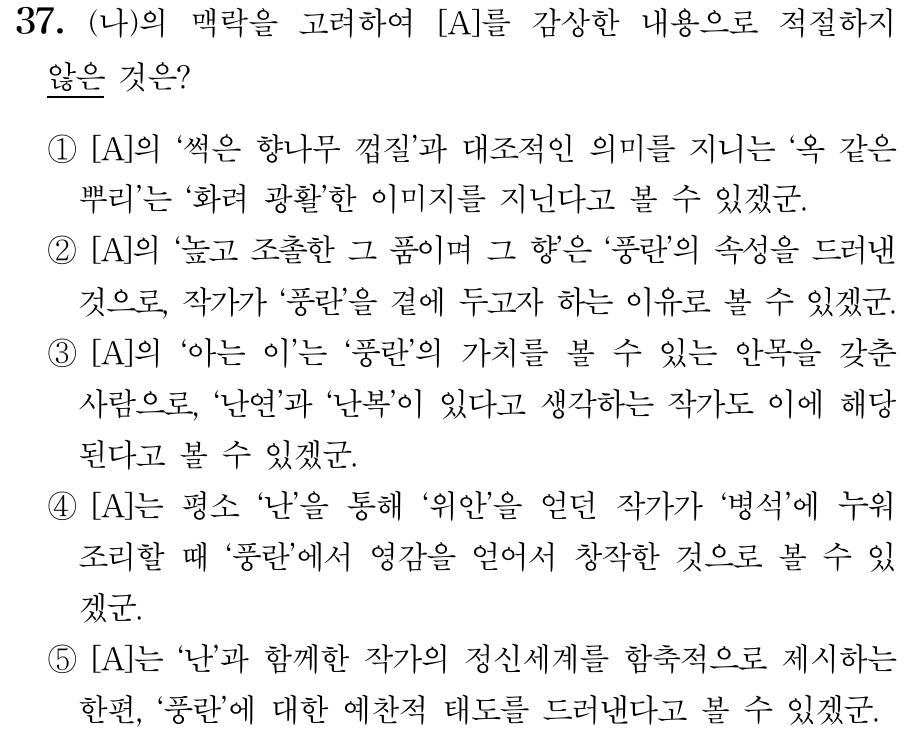 37. (나)의 맥락을 고려하여 [A]를 감상한 내용으로 적절하지
않은 것은?
① [A]의 ‘썩은 향나무 껍질’과 대조적인 의미를 지니는 ‘옥 같은
뿌리’는 ‘화려 광활’한 이미지를 지닌다고 볼 수 있겠군.
② [A]의 ‘높고 조촐한 그 품이며 그 향’은 ‘풍란’의 속성을 드러낸
것으로, 작가가 ‘풍란’을 곁에 두고자 하는 이유로 볼 수 있겠군.
③ [A]의 ‘아는 이’는 ‘풍란’의 가치를 볼 수 있는 안목을 갖춘
사람으로, ‘난연’과 ‘난복’이 있다고 생각하는 작가도 이에 해당
된다고 볼 수 있겠군.
④ [A]는 평소 ‘난’을 통해 ‘위안’을 얻던 작가가 ‘병석’에 누워
조리할 때 ‘풍란’에서 영감을 얻어서 창작한 것으로 볼 수 있
겠군.
⑤ [A]는 ‘난’과 함께한 작가의 정신세계를 함축적으로 제시하는
한편, ‘풍란’에 대한 예찬적 태도를 드러낸다고 볼 수 있겠군.